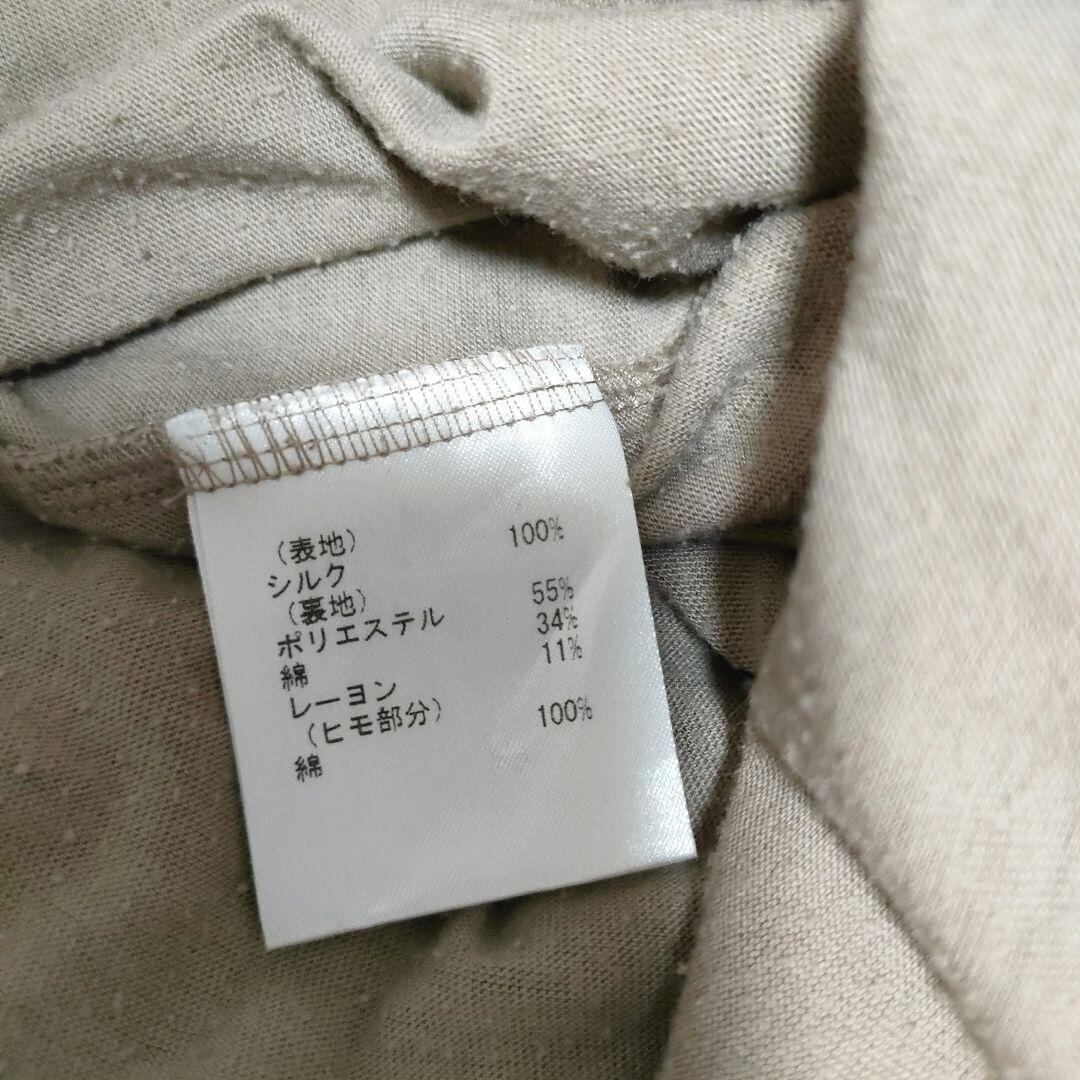 (表地)
シルク 100%
(裏地)
ポリエステル 55%
綿 34%
レーヨン 11%
(ヒモ部分)
綿 100%